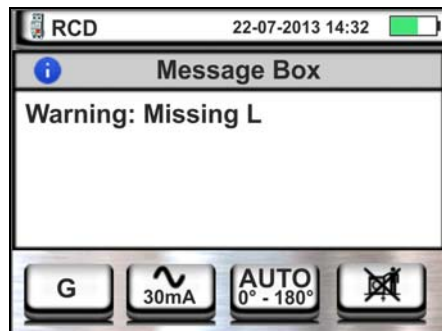 RCD 22-07-2013 14:32
Message Box
Warning: Missing L
G
30mA
AUTO
0° - 180°